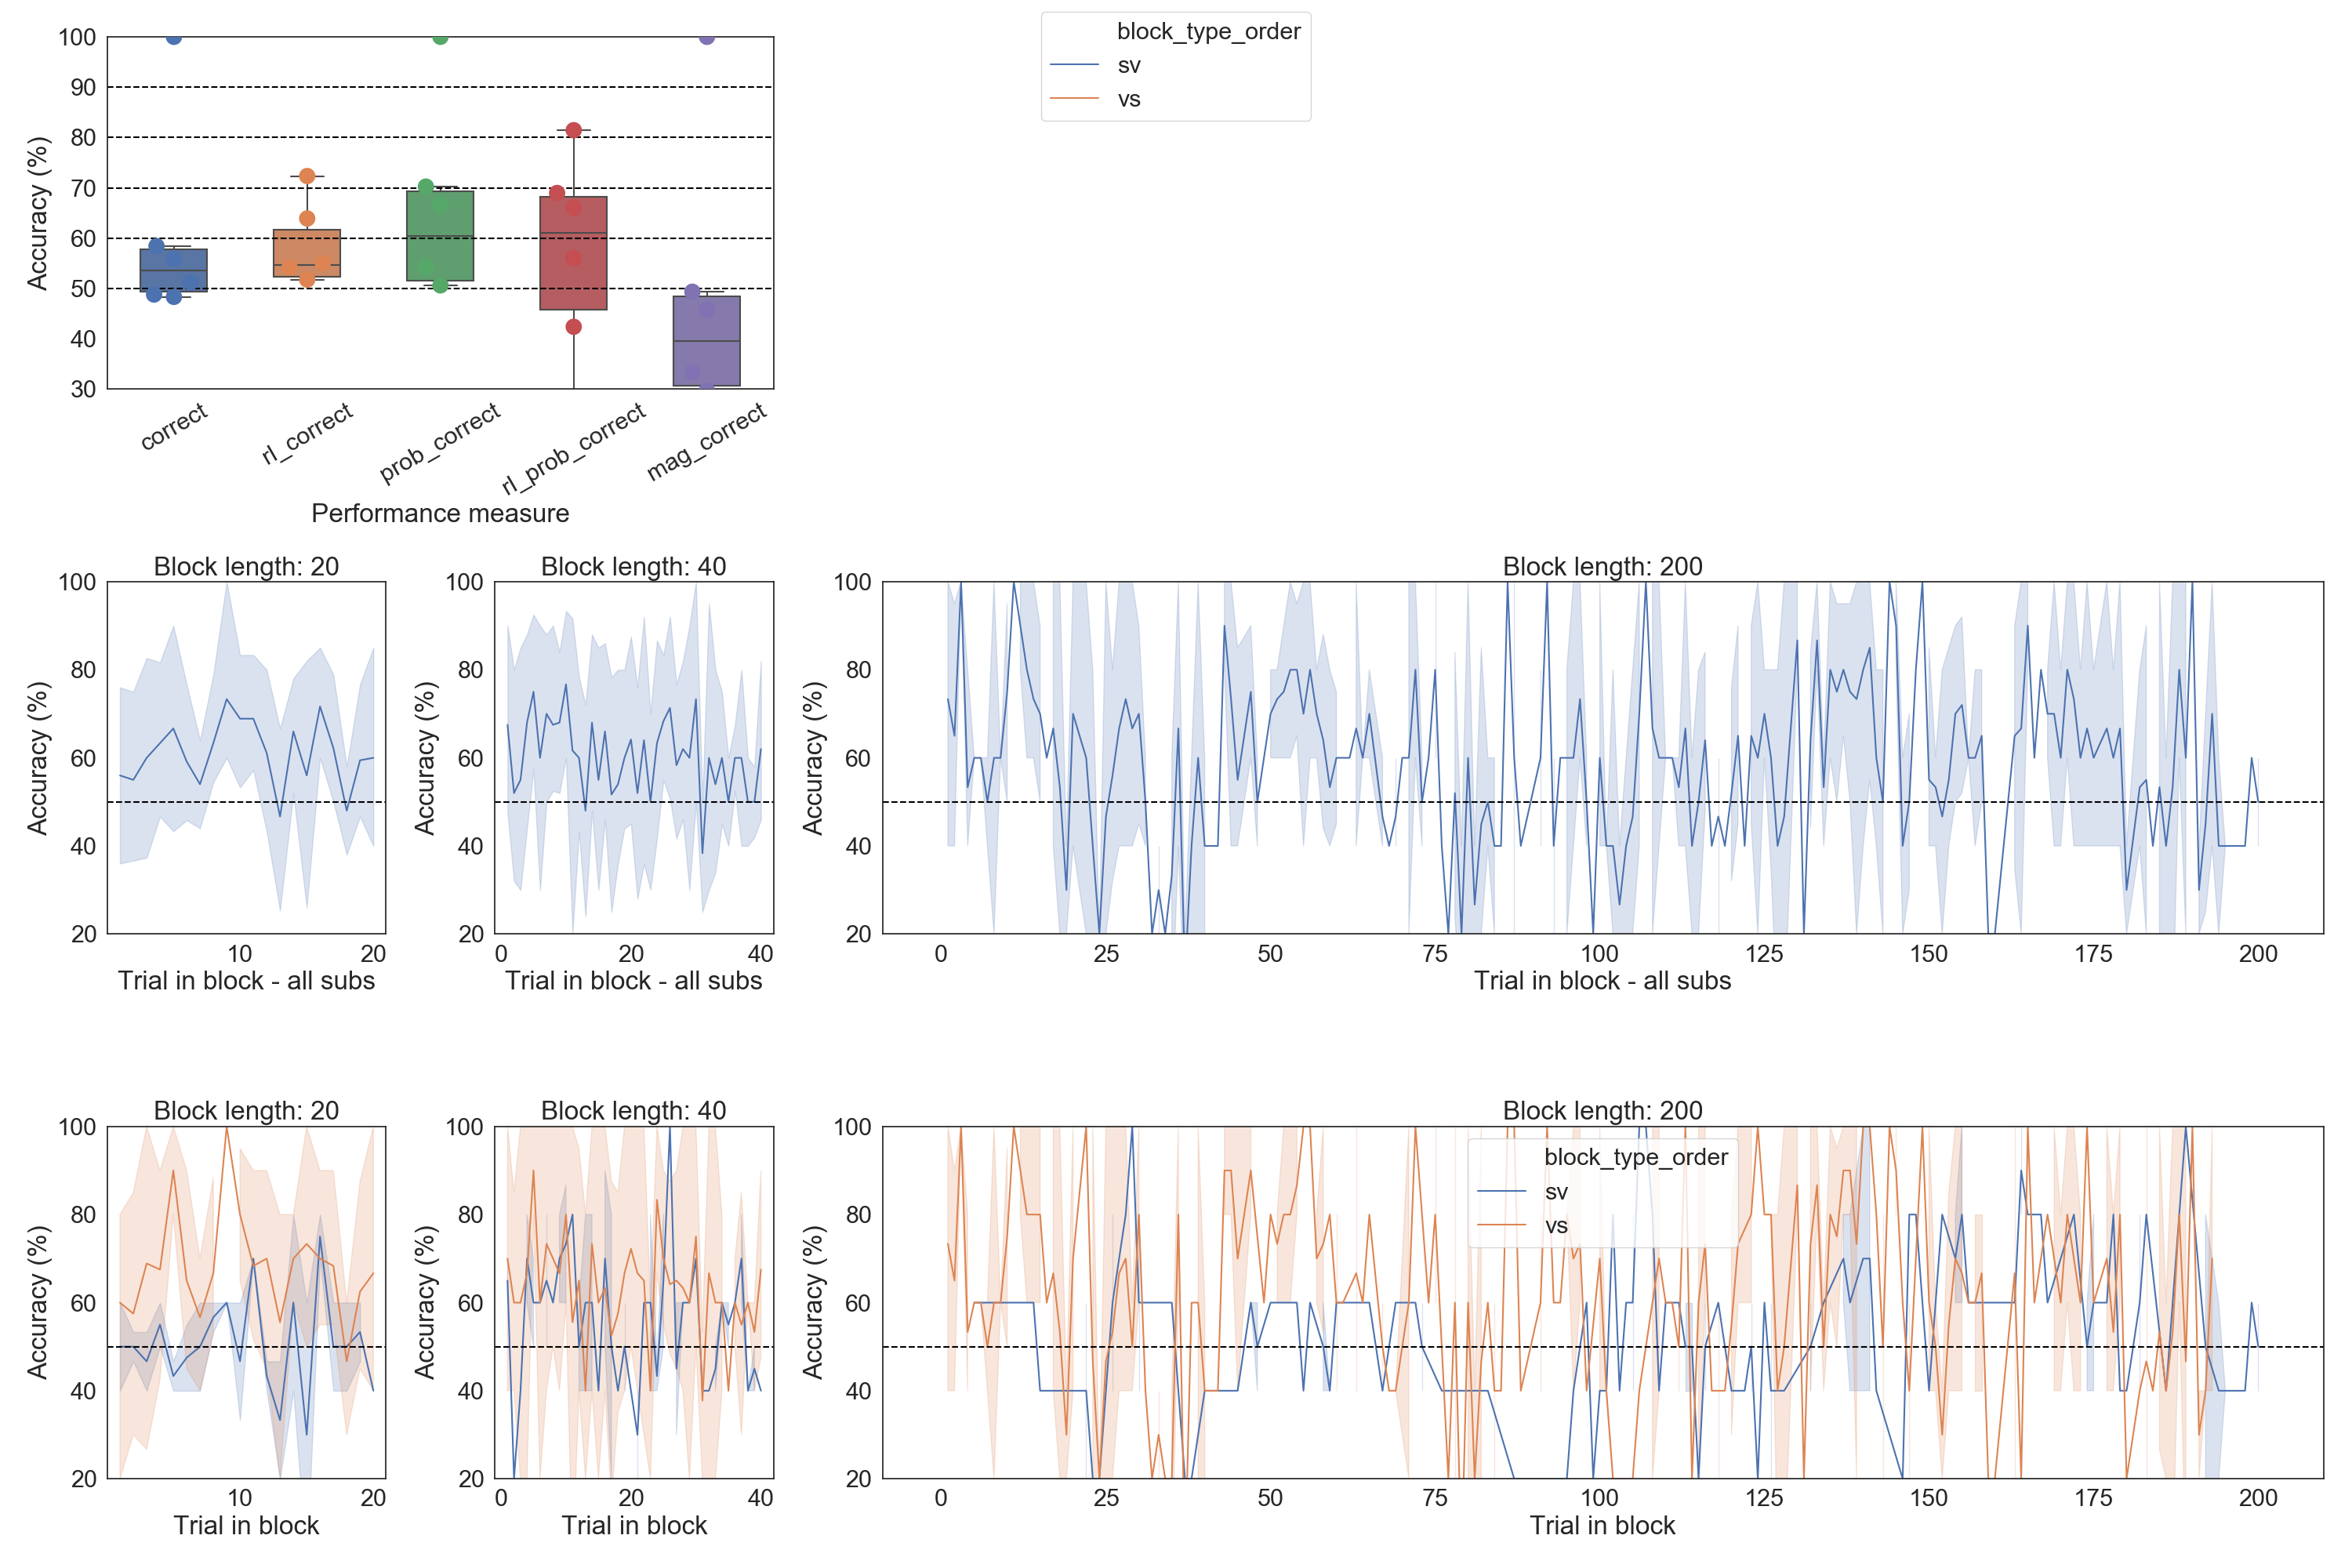 100
90
80
70
60
50
40
30
Accuracy (%)
correct
rl_correct
prob_correct
rl_prob_correct
mag_correct
Performance measure
block_type_order
sv
vs
Block length: 20
100
80
60
40
20
Accuracy (%)
10 20
Trial in block - all subs
Block length: 40
100
80
60
40
20
Accuracy (%)
0 20 40
Trial in block - all subs
Block length: 200
100
80
60
40
20
Accuracy (%)
0 25 50 75 100 125 150 175 200
Trial in block - all subs
Block length: 20
100
80
60
40
20
Accuracy (%)
10 20
Trial in block
Block length: 40
100
80
60
40
20
Accuracy (%)
0 20 40
Trial in block
Block length: 200
100
80
60
40
20
Accuracy (%)
block_type_order
sv
vs
0 25 50 75 100 125 150 175 200
Trial in block